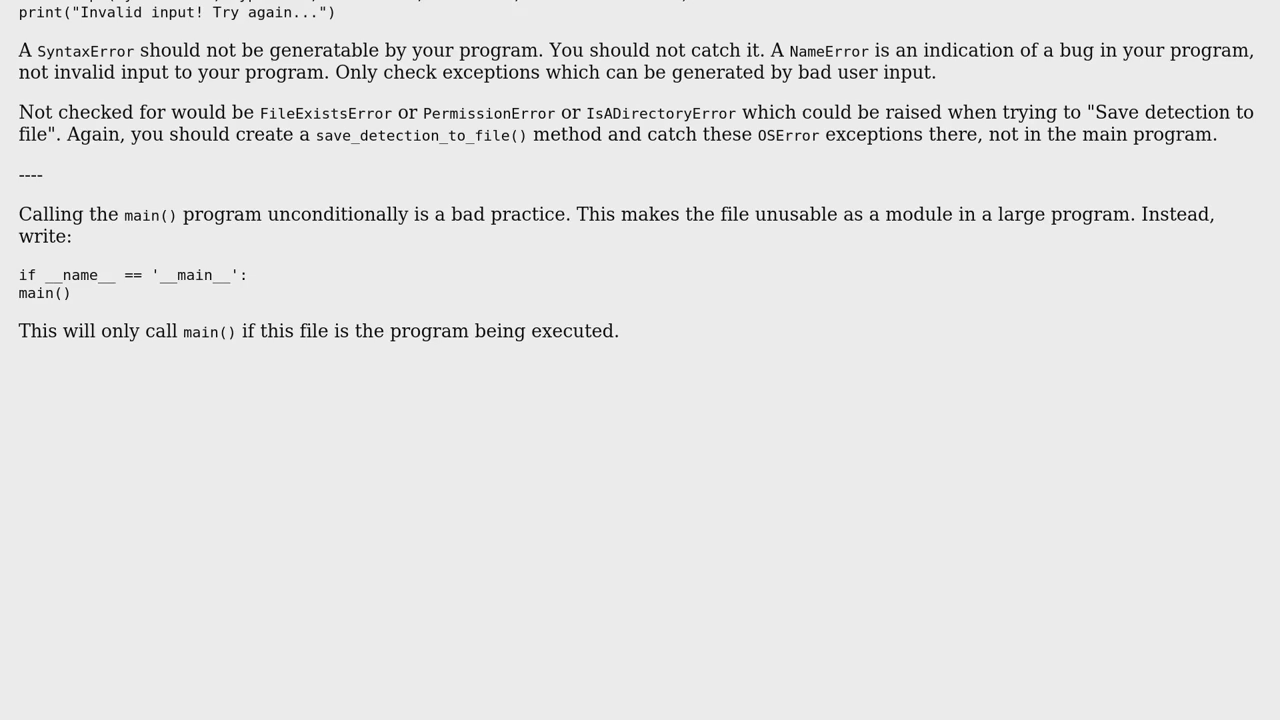 print("Invalid input! Try again...")
A SyntaxError should not be generatable by your program. You should not catch it. A NameError is an indication of a bug in your program,
not invalid input to your program. Only check exceptions which can be generated by bad user input.
Not checked for would be FileExistsError or PermissionError or IsADirectoryError which could be raised when trying to "Save detection to
file". Again, you should create a save_detection_to_file() method and catch these OSError exceptions there, not in the main program.
----
Calling the main() program unconditionally is a bad practice. This makes the file unusable as a module in a large program. Instead,
write:
if __name__ == '__main__':
main()
This will only call main() if this file is the program being executed.